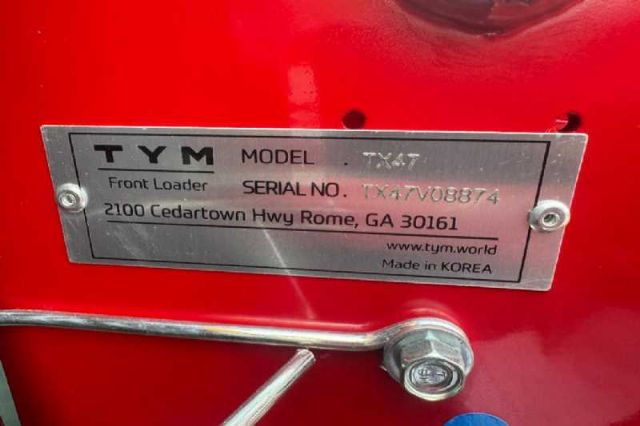 TYM MODEL . TX47
Front Loader SERIAL NO. TX47V08874
2100 Cedartown Hwy Rome, GA 30161
www.tym.world
Made in KOREA